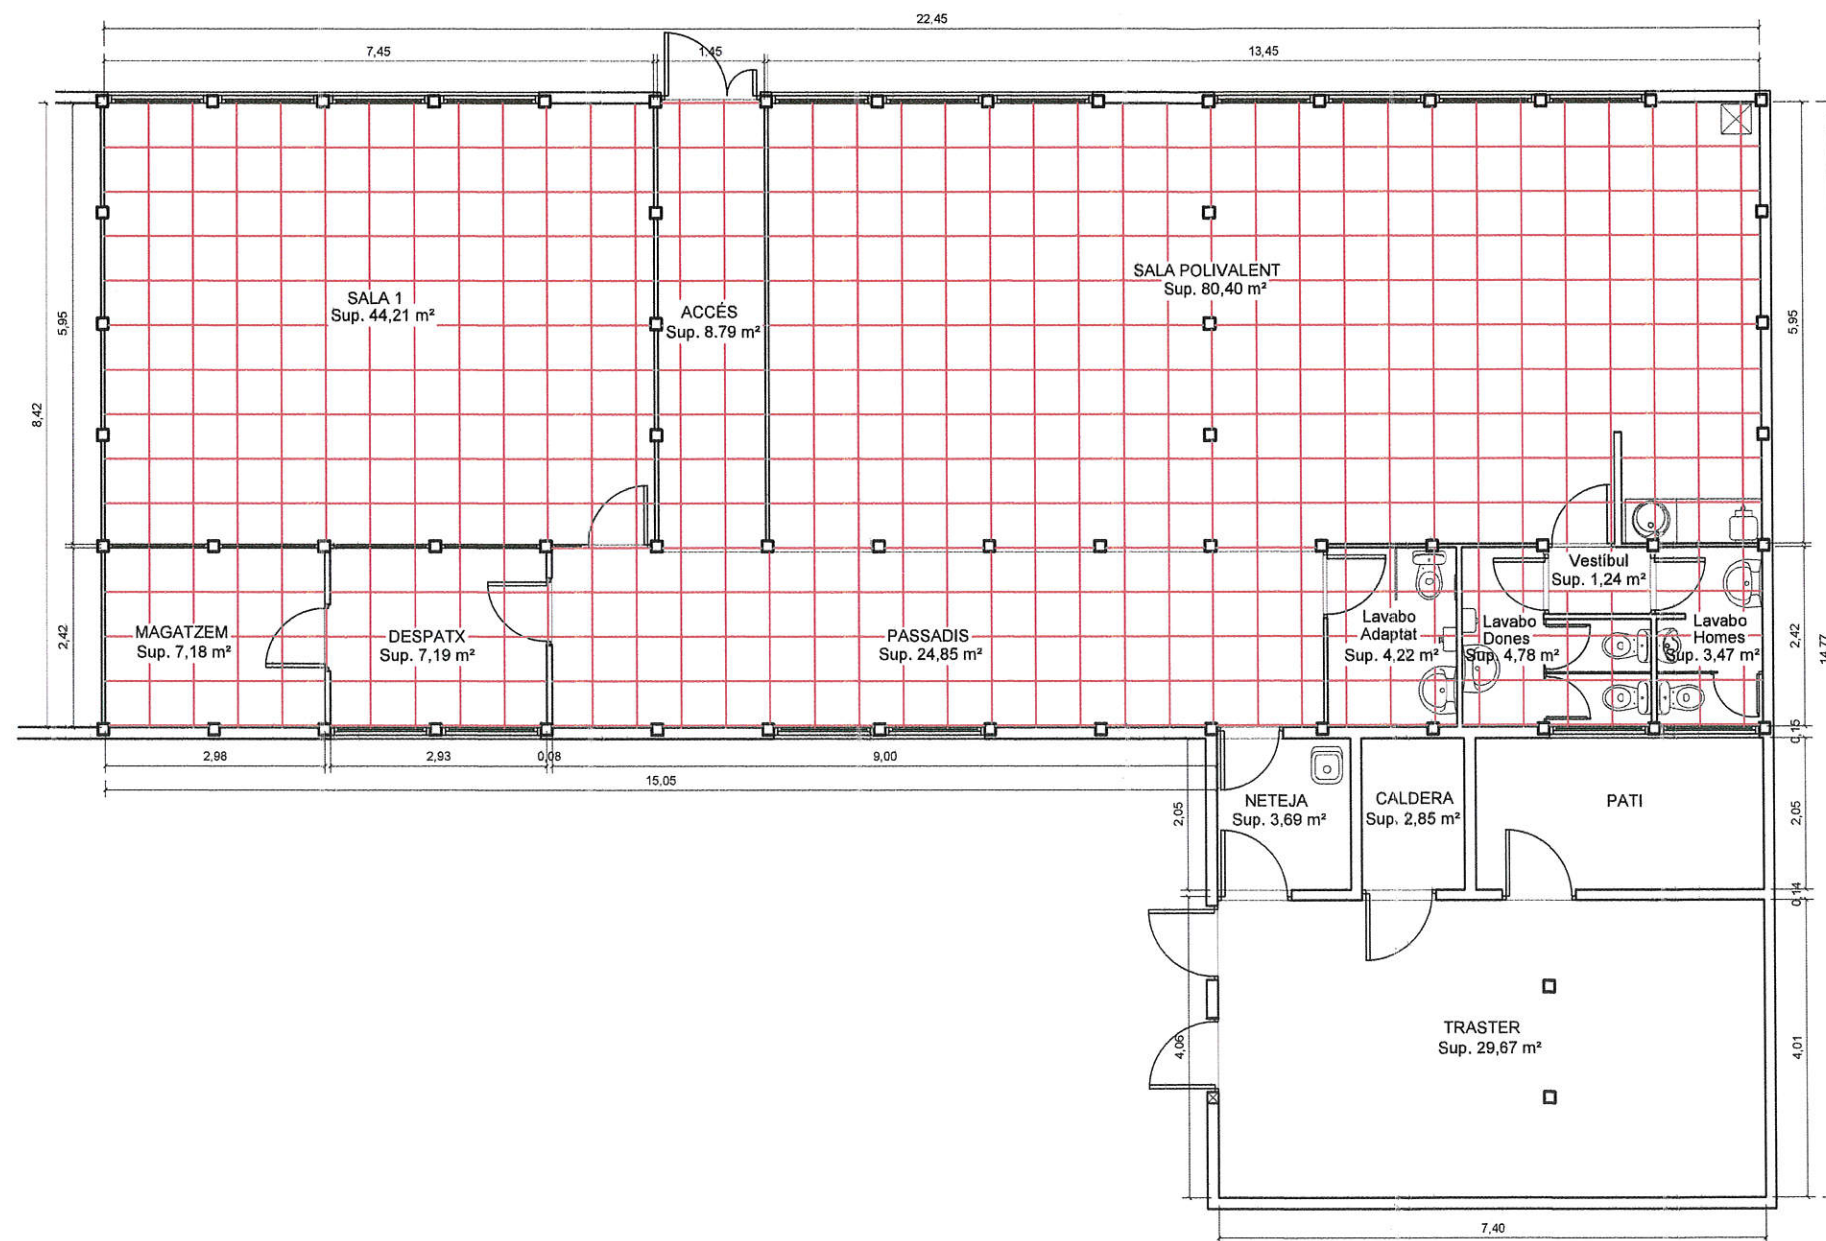 22,45
7,45
1,45
13,45
SALA POLIVALENT
Sup. 80,40 m²
SALA 1
Sup. 44,21 m²
ACCÉS
Sup. 8.79 m²
5,95
5,95
8,42
Vestíbul
Sup. 1,24 m²
MAGATZEM
Sup. 7,18 m²
DESPATX
Sup. 7,19 m²
PASSADIS
Sup. 24,85 m²
Lavabo
Adaptat
Sup. 4,22 m²
Lavabo
Dones
Sup. 4,78 m²
Lavabo
Homes
Sup. 3,47 m²
2,42
2,42
14,77
0,15
2,98
2,93
0,08
9,00
15,05
NETEJA
Sup. 3,69 m²
CALDERA
Sup. 2,85 m²
PATI
2,05
2,05
0,14
TRASTER
Sup. 29,67 m²
4,06
4,01
7,40